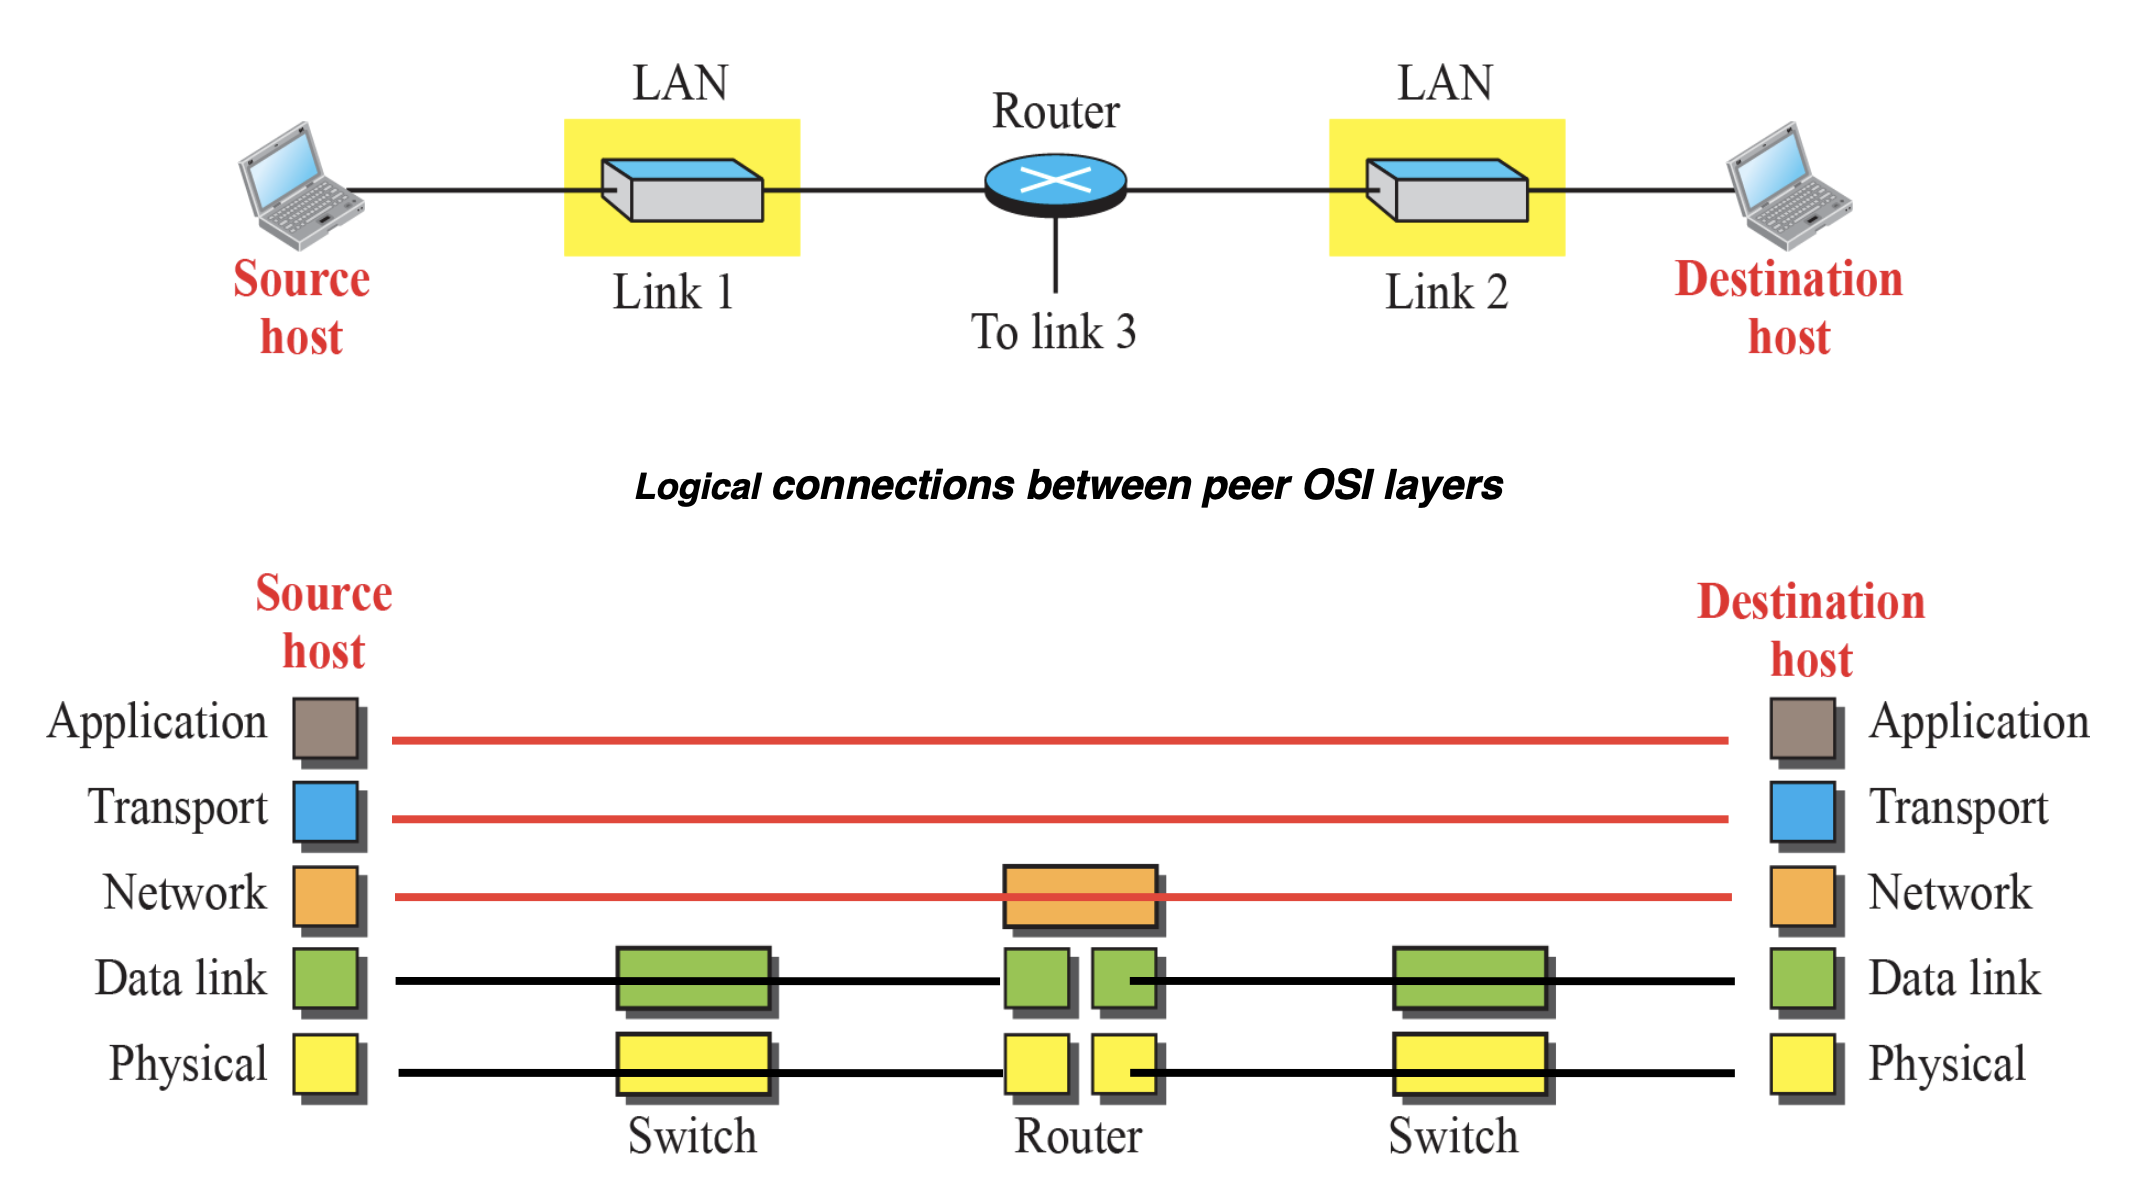 LAN
LAN
Router
Source
host
Link 1
To link 3
Link 2
Destination
host
Logical connections between peer OSI layers
Source
host
Destination
host
Application
Application
Transport
Transport
Network
Network
Data link
Data link
Physical
Physical
Switch
Router
Switch